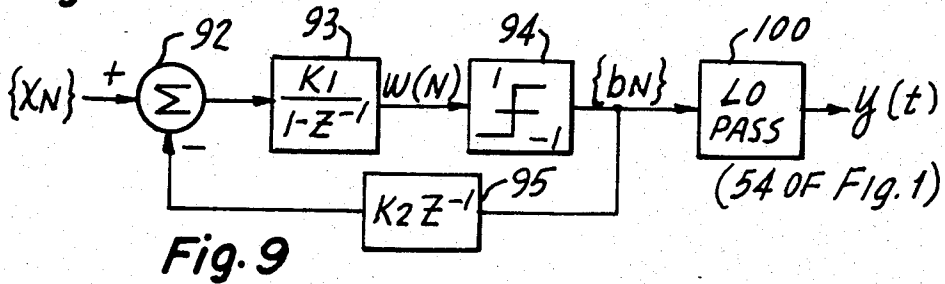 92
93
94
100
{XN}
+
Σ
K1
1-Z⁻¹
W(N)
1
-1
{bN}
LO
PASS
y(t)
-
K2 Z⁻¹
95
(54 OF Fig. 1)
Fig. 9